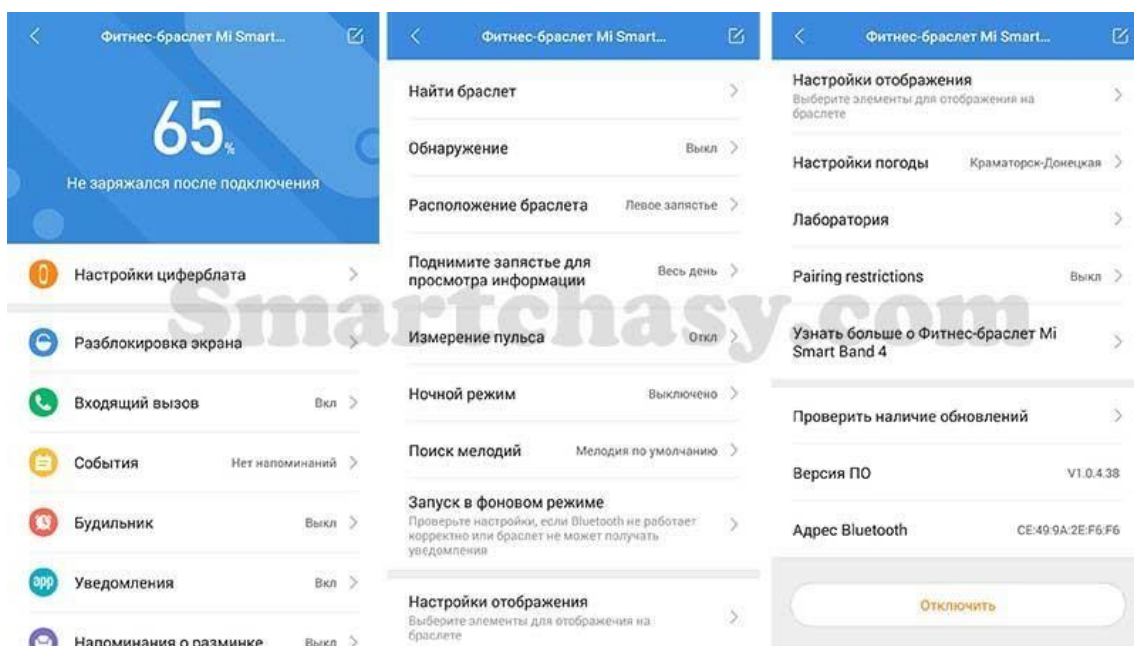 Фитнес-браслет Mi Smart...
65%
Не заряжался после подключения
Настройки циферблата
Разблокировка экрана
Входящий вызов Вкл
События Нет напоминаний
Будильник Выкл
app Уведомления Вкл
Напоминания о разминке Выкл
Фитнес-браслет Mi Smart...
Найти браслет
Обнаружение Выкл
Расположение браслета Левое запястье
Поднимите запястье для
просмотра информации Весь день
Измерение пульса Откл
Ночной режим Выключено
Поиск мелодий Мелодия по умолчанию
Запуск в фоновом режиме
Проверьте настройки, если Bluetooth не работает
корректно или браслет не может получать
уведомления
Настройки отображения
Выберите элементы для отображения на
браслете
Фитнес-браслет Mi Smart...
Настройки отображения
Выберите элементы для отображения на
браслете
Настройки погоды Краматорск-Донецкая
Лаборатория
Pairing restrictions Выкл
Узнать больше о Фитнес-браслет Mi
Smart Band 4
Проверить наличие обновлений
Версия ПО V1.0.4.38
Адрес Bluetooth CE:49:9A:2E:F6:F6
Отключить
Smartchasy.com